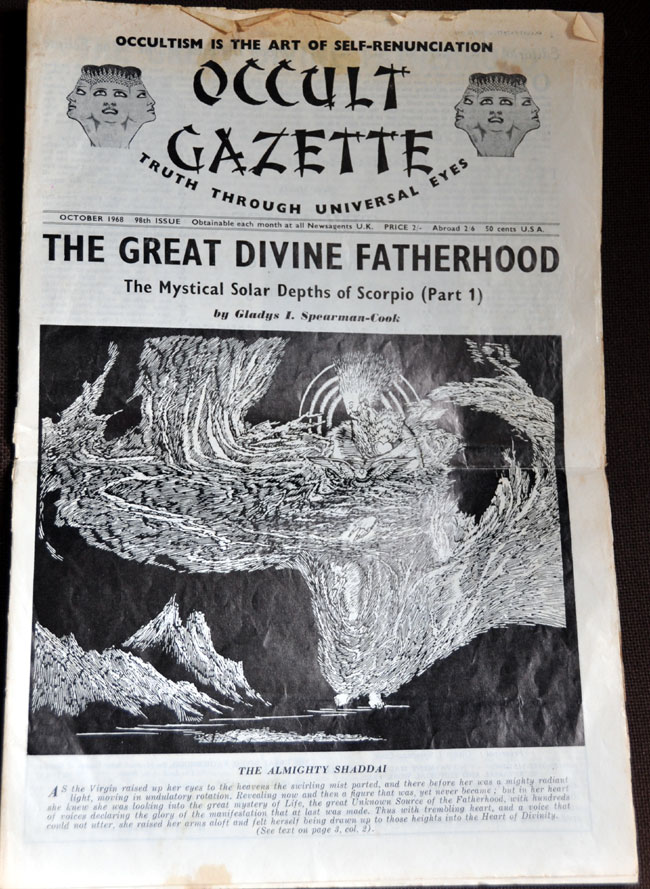 OCCULTISM IS THE ART OF SELF-RENUNCIATION
OCCULT
GAZETTE
TRUTH THROUGH UNIVERSAL EYES
OCTOBER 1968 98th ISSUE Obtainable each month at all Newsagents U.K. PRICE 2/- Abroad 2/6 50 cents U.S.A.
THE GREAT DIVINE FATHERHOOD
The Mystical Solar Depths of Scorpio (Part 1)
by Gladys I. Spearman-Cook
THE ALMIGHTY SHADDAI
AS the Virgin raised up her eyes to the heavens the swirling mist parted, and there before her was a mighty radiant
light, moving in undulatory rotation. Revealing now and then a figure that was, yet never became; but in her heart
she knew she was looking into the great mystery of Life, the great Unknown Source of the Fatherhood, with hundreds
of voices declaring the glory of the manifestation that at last was made. Thus with trembling heart, and a voice that
could not utter, she raised her arms aloft and felt herself being drawn up to those heights into the Heart of Divinity.
(See text on page 3, col. 2).